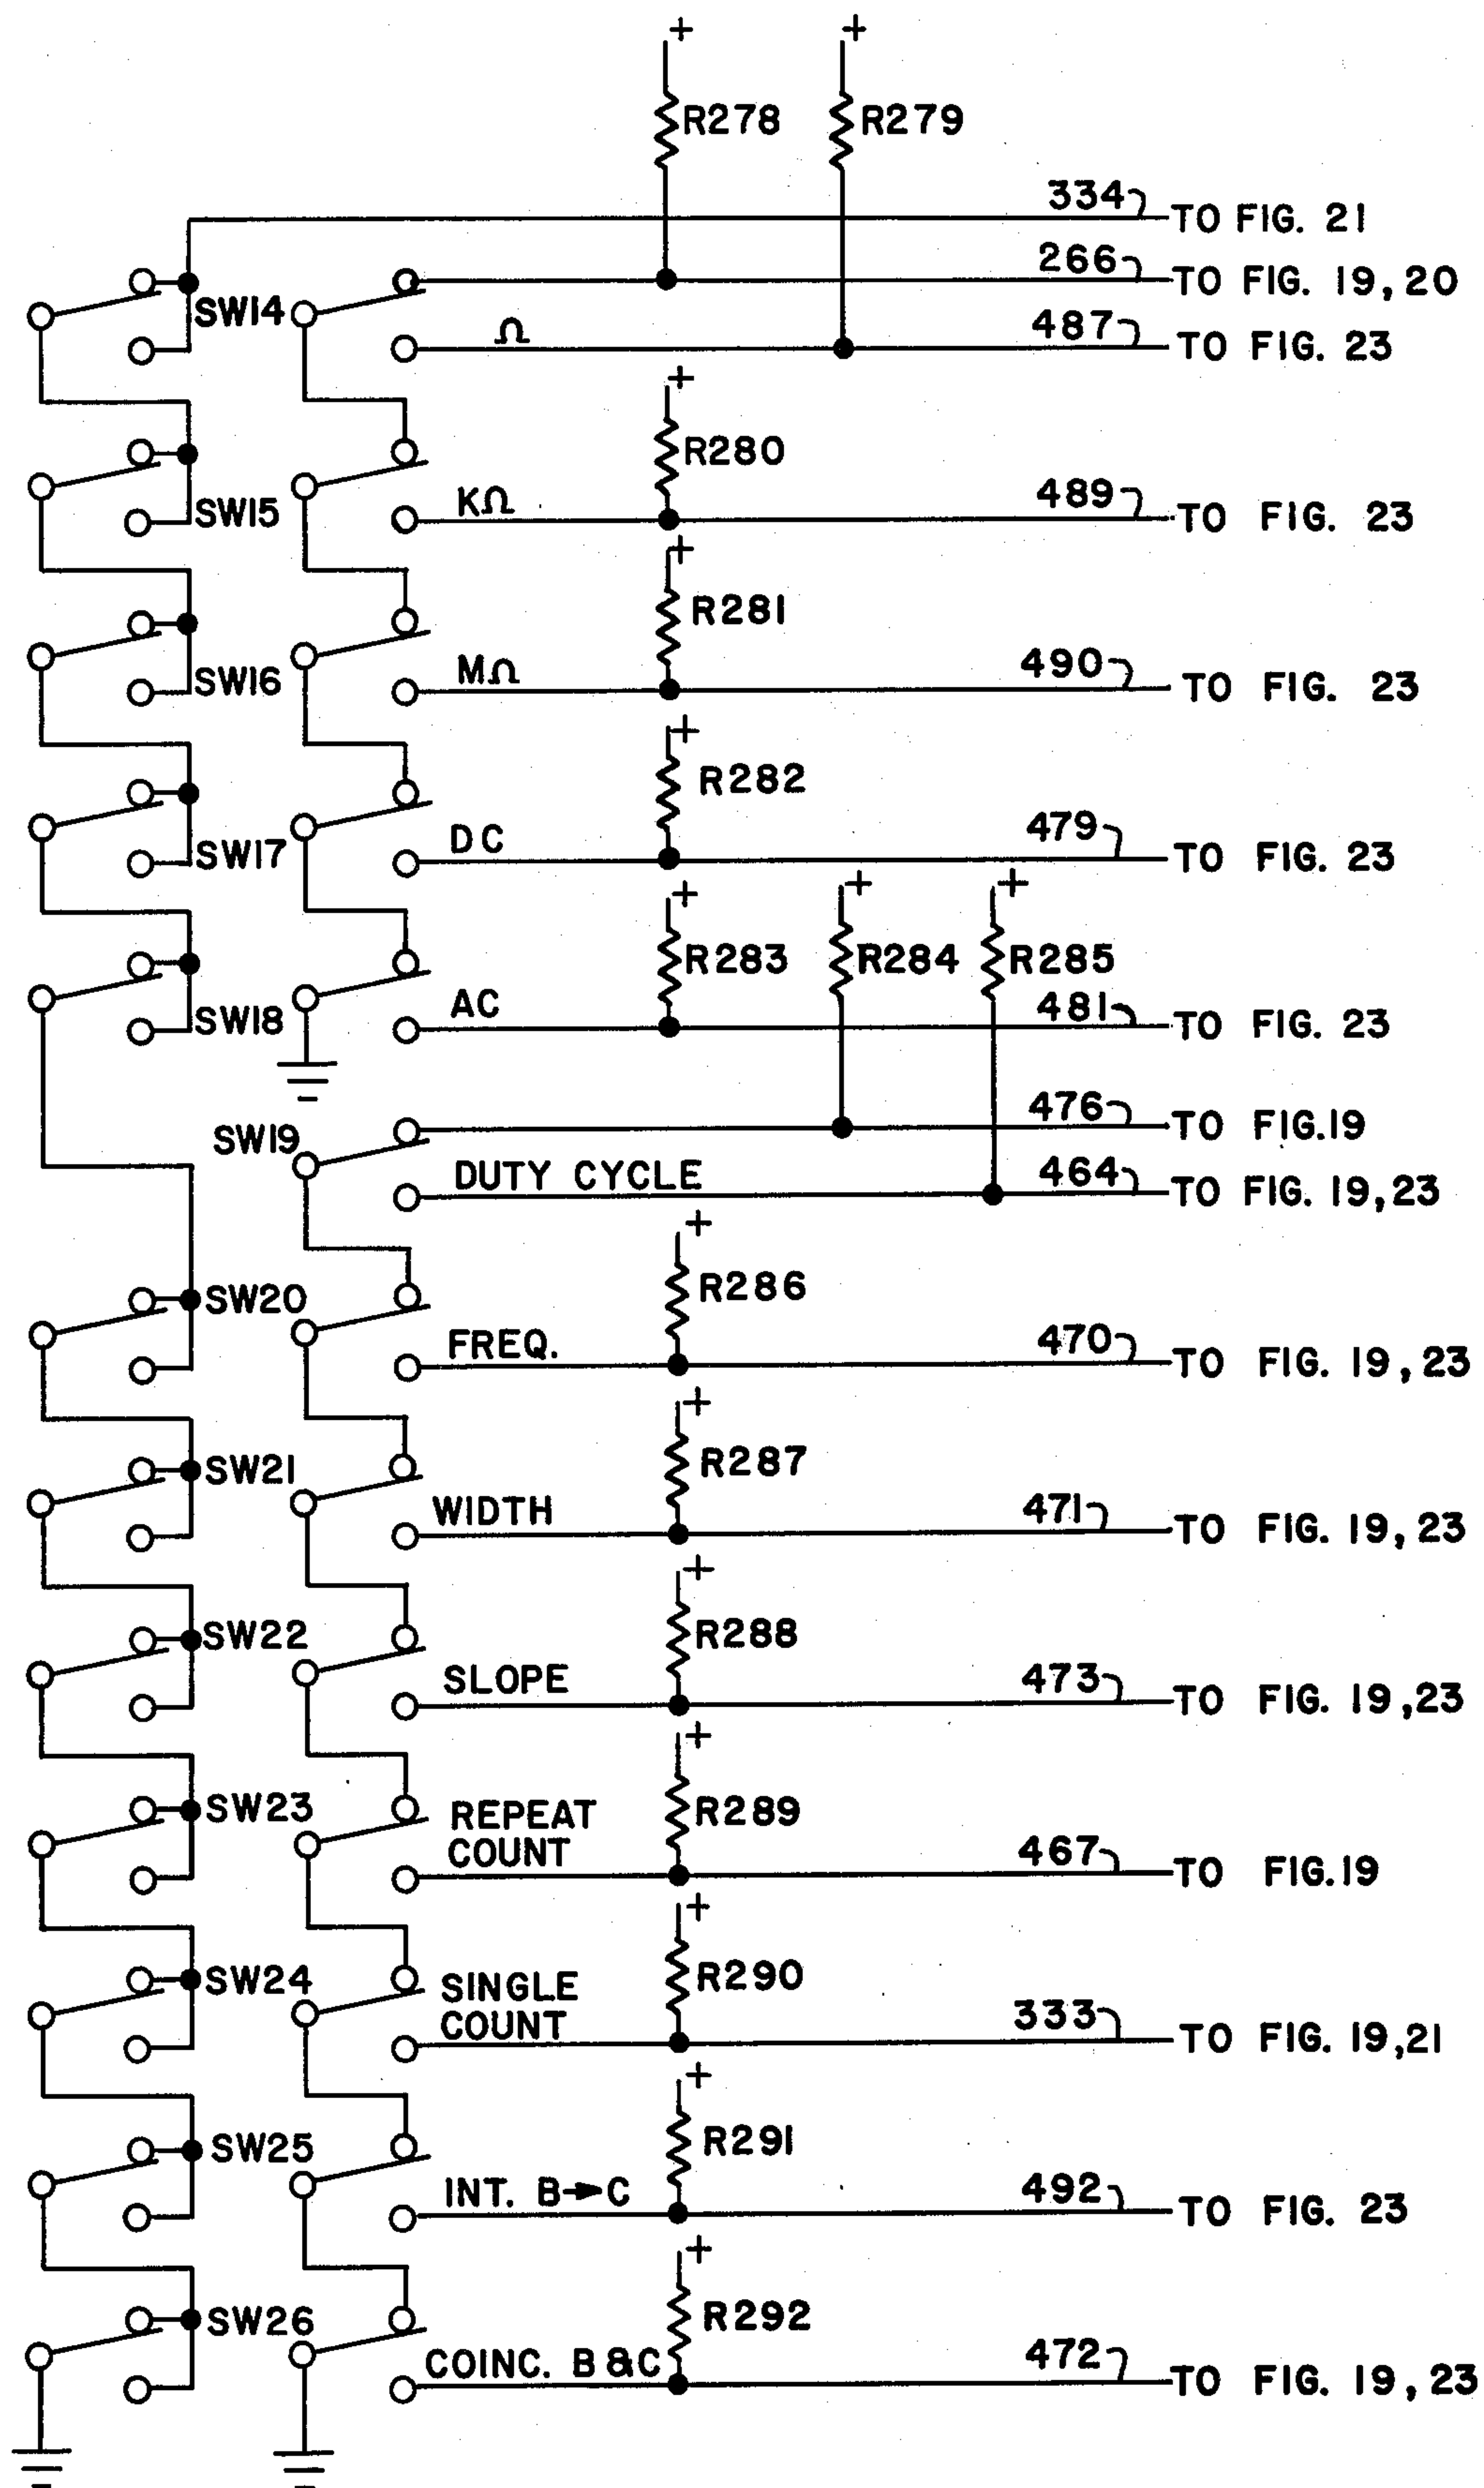 + +
R278 R279
334 TO FIG. 21
266 TO FIG. 19, 20
SW14
Ω 487 TO FIG. 23
+
R280
SW15 KΩ 489 TO FIG. 23
+
R281
SW16 MΩ 490 TO FIG. 23
+
R282
SW17 DC 479 TO FIG. 23
+ + +
R283 R284 R285
SW18 AC 481 TO FIG. 23
SW19 476 TO FIG.19
DUTY CYCLE 464 TO FIG. 19,23
+
SW20 R286
FREQ. 470 TO FIG. 19,23
+
SW21 R287
WIDTH 471 TO FIG. 19,23
+
SW22 R288
SLOPE 473 TO FIG. 19,23
+
SW23 R289
REPEAT
COUNT 467 TO FIG.19
+
SW24 R290
SINGLE
COUNT 333 TO FIG. 19,21
+
SW25 R291
INT. B→C 492 TO FIG. 23
+
SW26 R292
COINC. B&C 472 TO FIG. 19,23